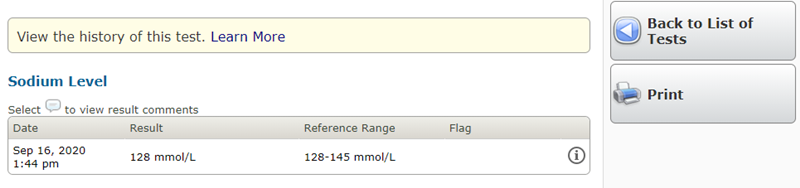 View the history of this test. Learn More
Back to List of
Tests
Print
Sodium Level
Select to view result comments
Date Result Reference Range Flag
Sep 16, 2020
1:44 pm
128 mmol/L 128-145 mmol/L